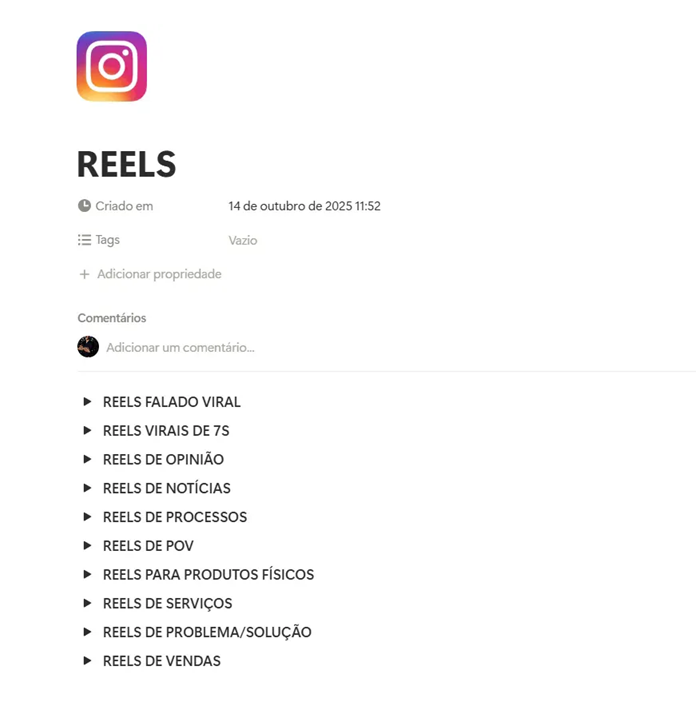 REELS
Criado em 14 de outubro de 2025 11:52
Tags Vazio
+ Adicionar propriedade
Comentários
Adicionar um comentário...
REELS FALADO VIRAL
REELS VIRAIS DE 7S
REELS DE OPINIÃO
REELS DE NOTÍCIAS
REELS DE PROCESSOS
REELS DE POV
REELS PARA PRODUTOS FÍSICOS
REELS DE SERVIÇOS
REELS DE PROBLEMA/SOLUÇÃO
REELS DE VENDAS